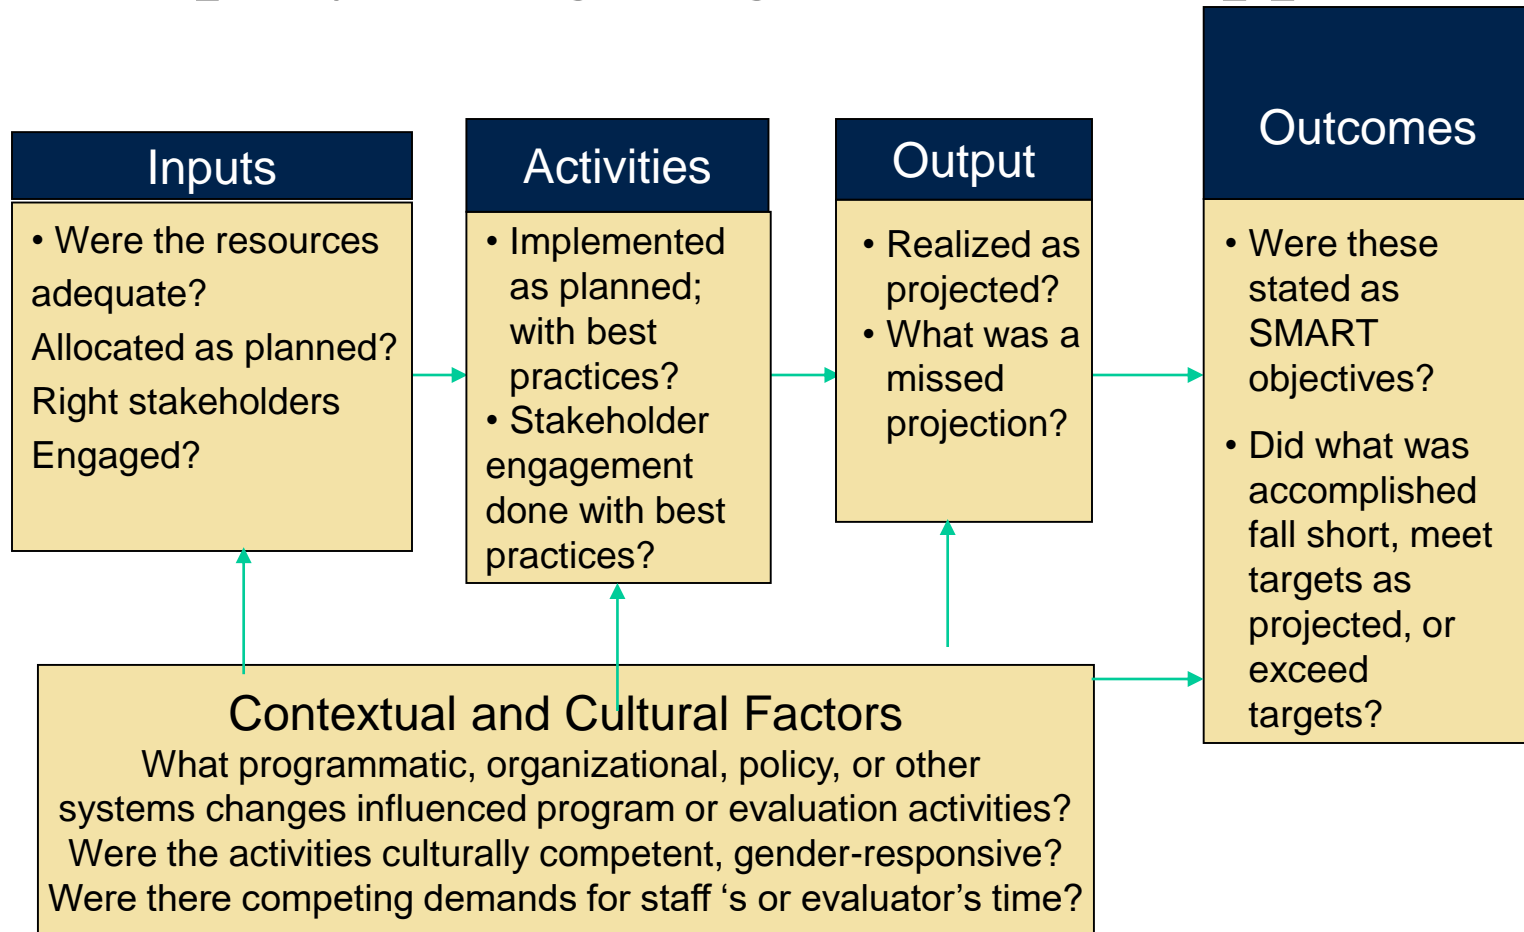 Inputs
• Were the resources
adequate?
Allocated as planned?
Right stakeholders
Engaged?
Activities
• Implemented
as planned;
with best
practices?
• Stakeholder
engagement
done with best
practices?
Output
• Realized as
projected?
• What was a
missed
projection?
Outcomes
• Were these
stated as
SMART
objectives?
• Did what was
accomplished
fall short, meet
targets as
projected, or
exceed
targets?
Contextual and Cultural Factors
What programmatic, organizational, policy, or other
systems changes influenced program or evaluation activities?
Were the activities culturally competent, gender-responsive?
Were there competing demands for staff ‘s or evaluator’s time?